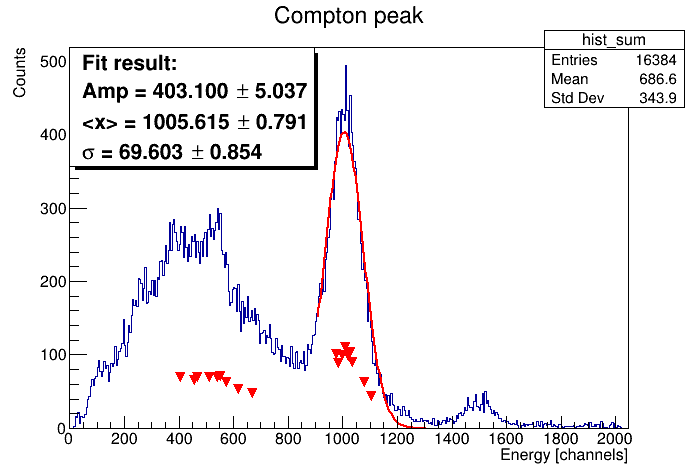 Compton peak
hist_sum
Entries 16384
Mean 686.6
Std Dev 343.9
Fit result:
Amp = 403.100 ± 5.037
<x> = 1005.615 ± 0.791
σ = 69.603 ± 0.854
Counts
500
400
300
200
100
0
0 200 400 600 800 1000 1200 1400 1600 1800 2000
Energy [channels]